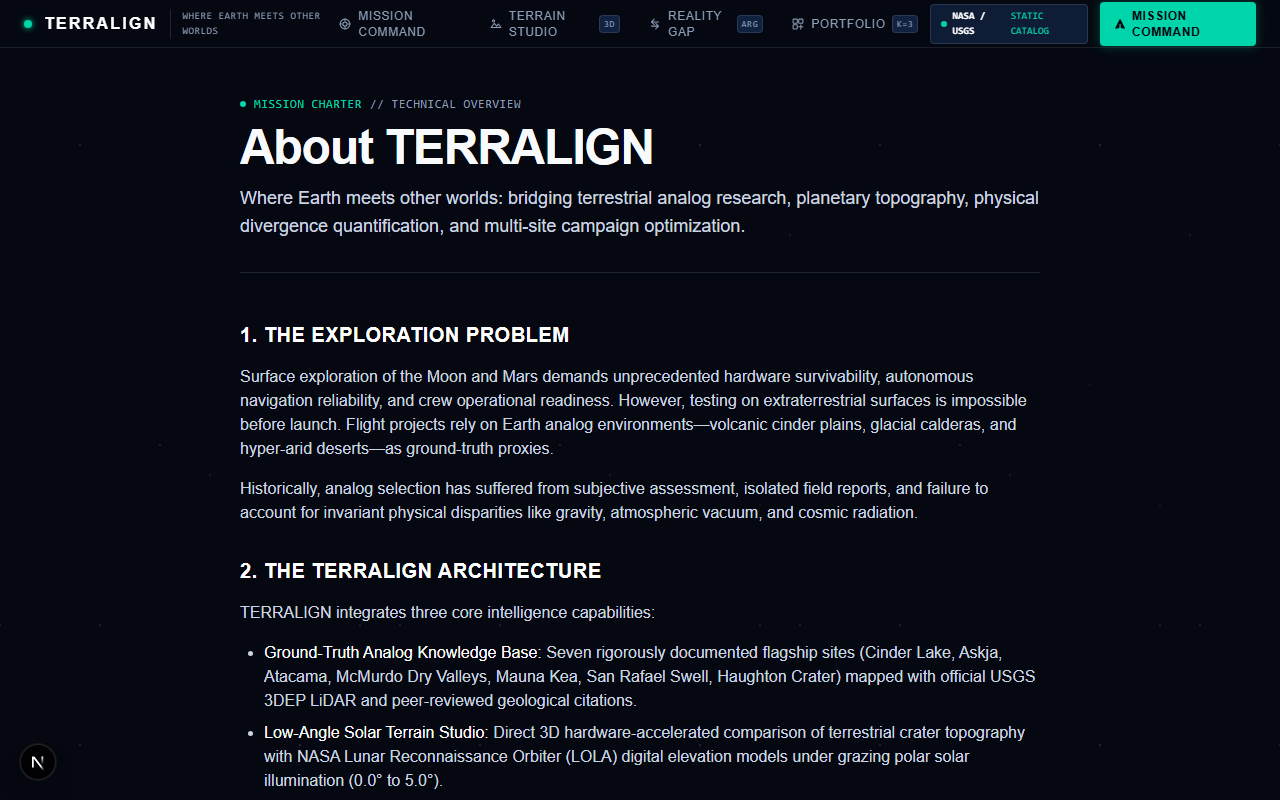 TERRALIGN
WHERE EARTH MEETS OTHER
WORLDS
MISSION
COMMAND
TERRAIN
STUDIO
3D
REALITY
GAP
ARG
PORTFOLIO
K=3
NASA /
USGS
STATIC
CATALOG
MISSION
COMMAND
MISSION CHARTER // TECHNICAL OVERVIEW
About TERRALIGN
Where Earth meets other worlds: bridging terrestrial analog research, planetary topography, physical
divergence quantification, and multi-site campaign optimization.
1. THE EXPLORATION PROBLEM
Surface exploration of the Moon and Mars demands unprecedented hardware survivability, autonomous
navigation reliability, and crew operational readiness. However, testing on extraterrestrial surfaces is impossible
before launch. Flight projects rely on Earth analog environments—volcanic cinder plains, glacial calderas, and
hyper-arid deserts—as ground-truth proxies.
Historically, analog selection has suffered from subjective assessment, isolated field reports, and failure to
account for invariant physical disparities like gravity, atmospheric vacuum, and cosmic radiation.
2. THE TERRALIGN ARCHITECTURE
TERRALIGN integrates three core intelligence capabilities:
• Ground-Truth Analog Knowledge Base: Seven rigorously documented flagship sites (Cinder Lake, Askja,
Atacama, McMurdo Dry Valleys, Mauna Kea, San Rafael Swell, Haughton Crater) mapped with official USGS
3DEP LiDAR and peer-reviewed geological citations.
• Low-Angle Solar Terrain Studio: Direct 3D hardware-accelerated comparison of terrestrial crater topography
with NASA Lunar Reconnaissance Orbiter (LOLA) digital elevation models under grazing polar solar
illumination (0.0° to 5.0°).
N